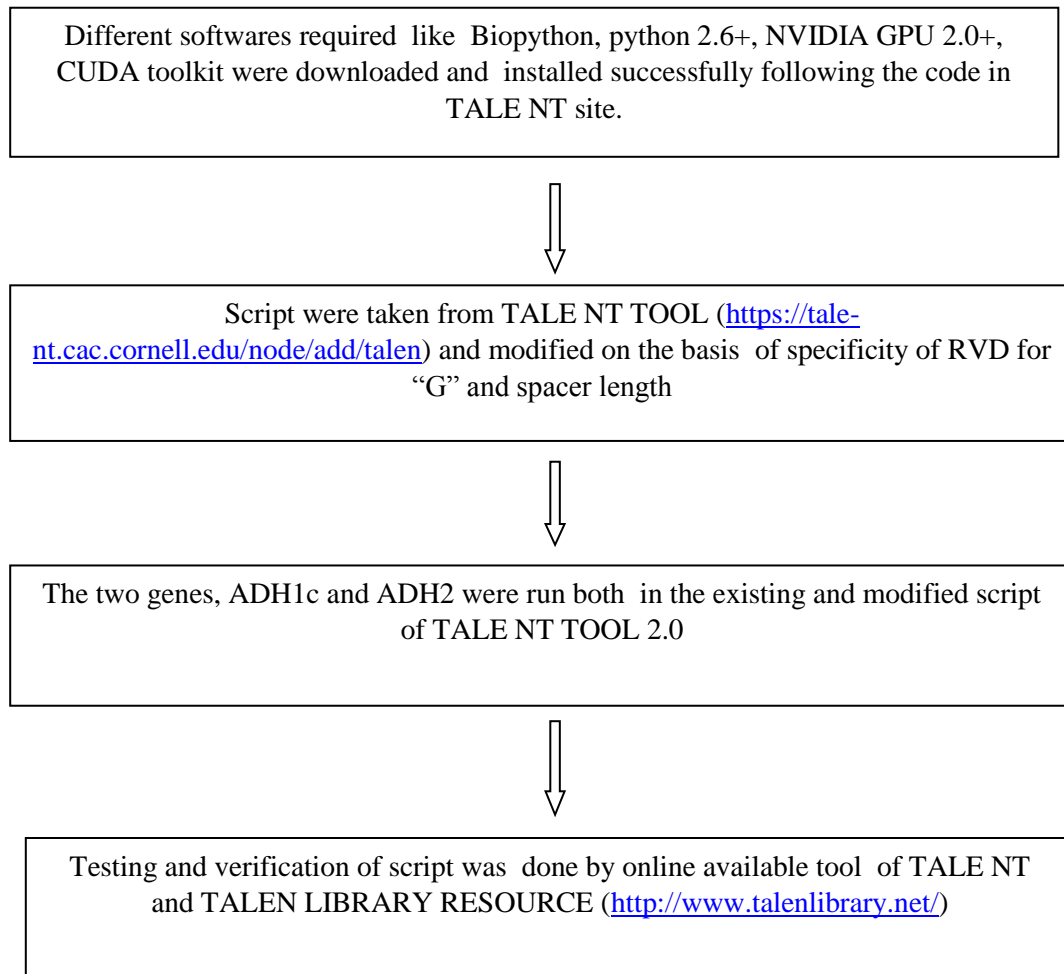 Different softwares required like Biopython, python 2.6+, NVIDIA GPU 2.0+,
CUDA toolkit were downloaded and installed successfully following the code in
TALE NT site.
Script were taken from TALE NT TOOL (https://tale-
nt.cac.cornell.edu/node/add/talen) and modified on the basis of specificity of RVD for
“G” and spacer length
The two genes, ADH1c and ADH2 were run both in the existing and modified script
of TALE NT TOOL 2.0
Testing and verification of script was done by online available tool of TALE NT
and TALEN LIBRARY RESOURCE (http://www.talenlibrary.net/)